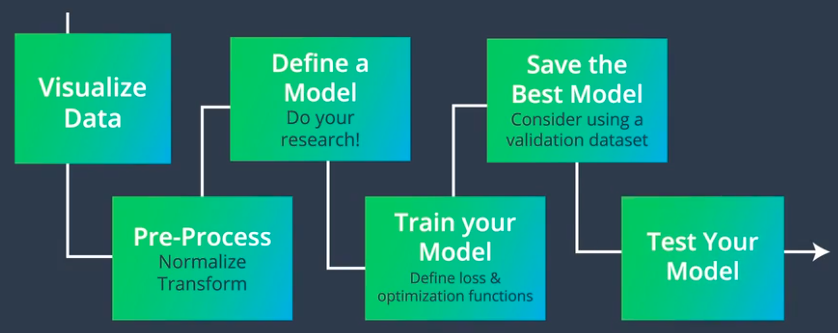 Visualize
Data
Pre-Process
Normalize
Transform
Define a
Model
Do your
research!
Train your
Model
Define loss &
optimization functions
Save the
Best Model
Consider using a
validation dataset
Test Your
Model